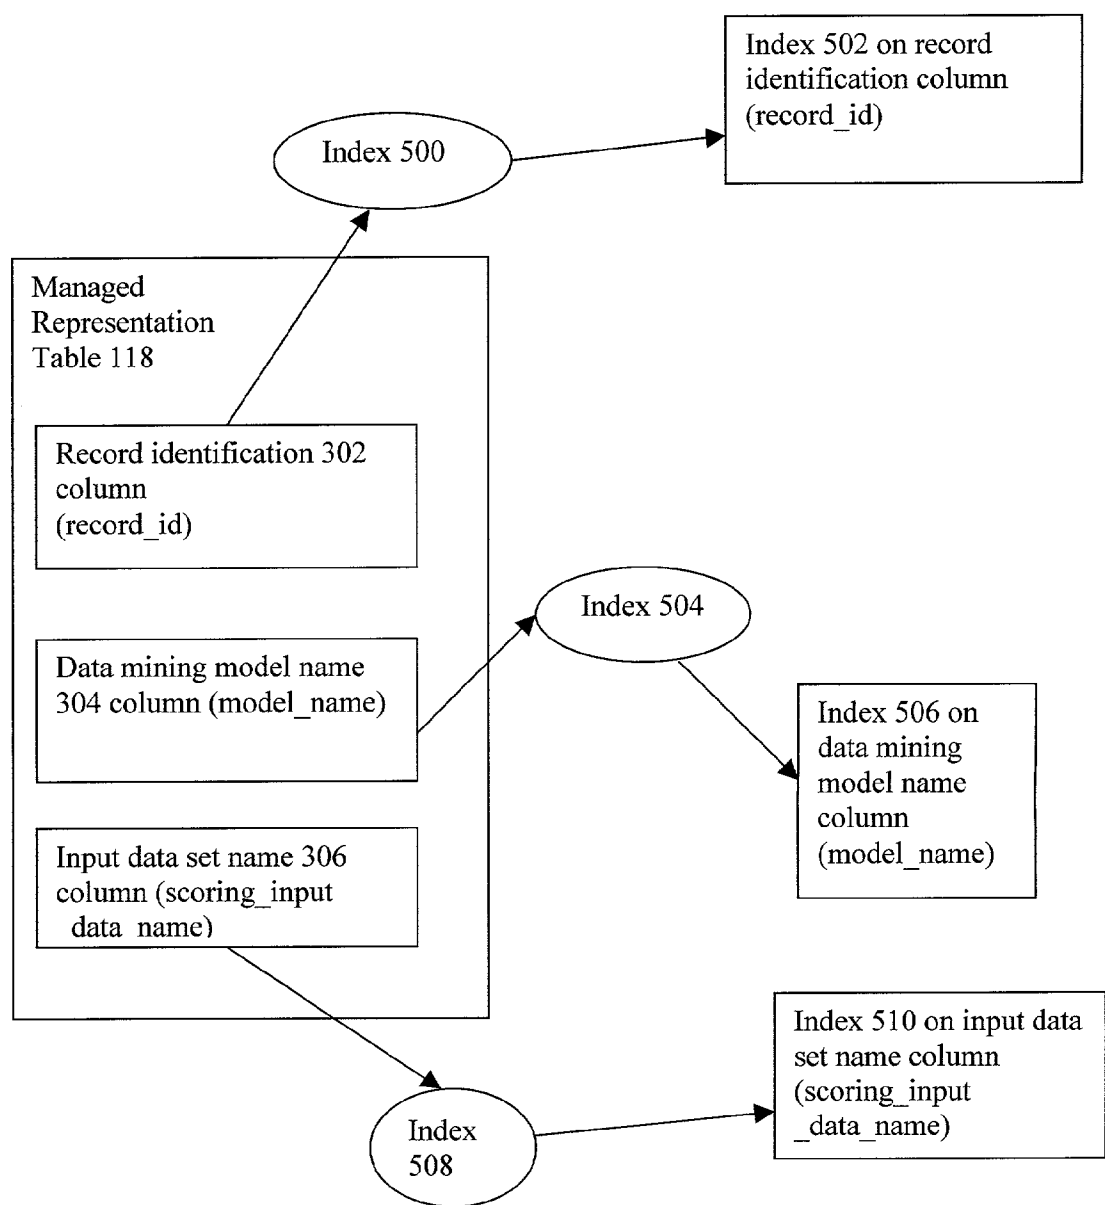 Index 502 on record
identification column
(record_id)
Index 500
Managed
Representation
Table 118
Record identification 302
column
(record_id)
Index 504
Data mining model name
304 column (model_name)
Index 506 on
data mining
model name
column
(model_name)
Input data set name 306
column (scoring_input
_data_name)
Index 510 on input data
set name column
(scoring_input
_data_name)
Index
508